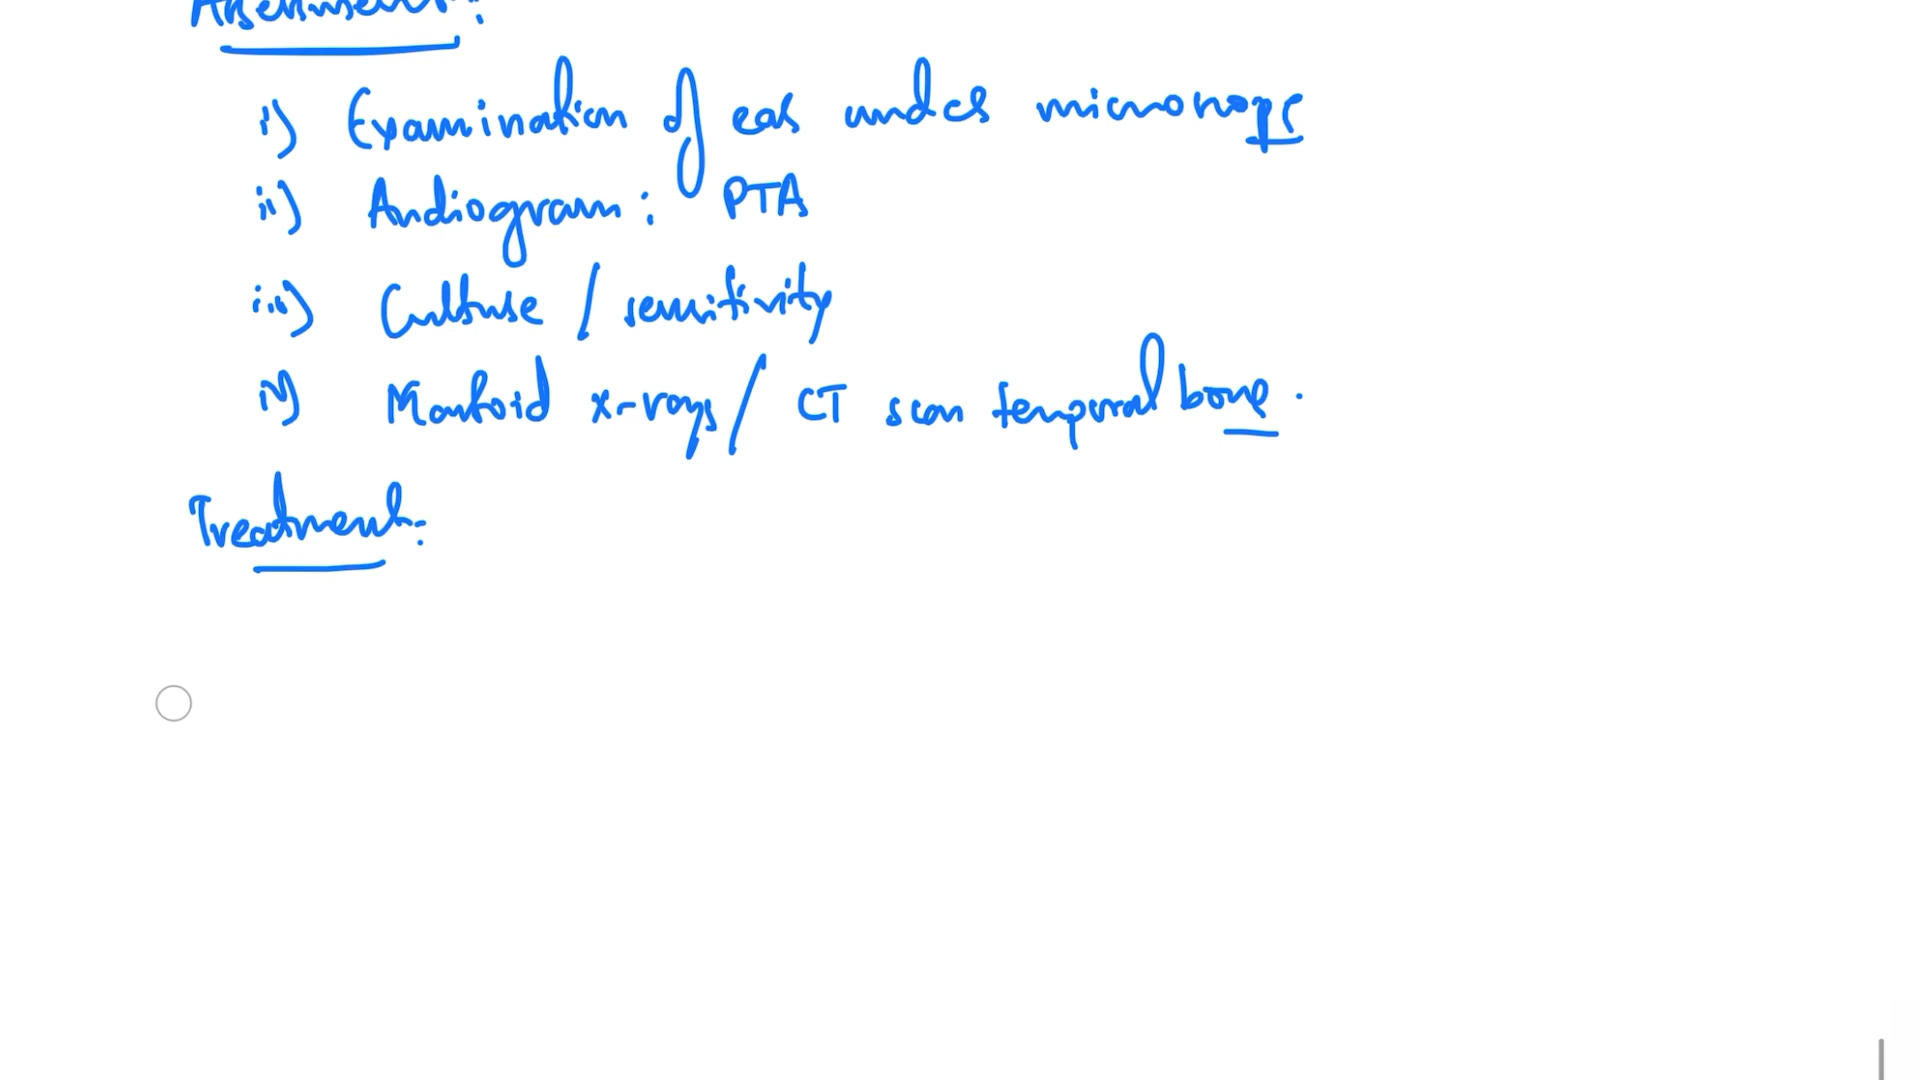 Assessment:
i) Examination of ear under microscope
ii) Audiogram: PTA
iii) Culture / sensitivity
iv) Mastoid x-rays / CT scan temporal bone.
Treatment: